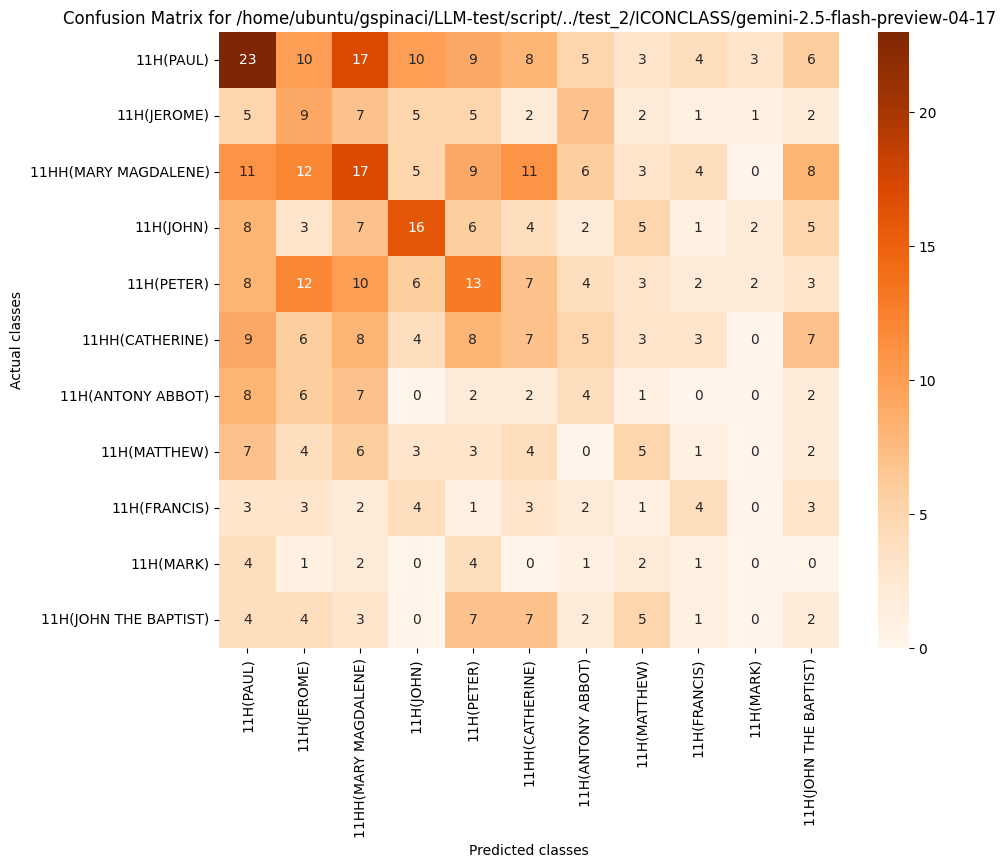 Confusion Matrix for /home/ubuntu/gspinaci/LLM-test/script/../test_2/ICONCLASS/gemini-2.5-flash-preview-04-17
11H(PAUL) 23 10 17 10 9 8 5 3 4 3 6
11H(JEROME) 5 9 7 5 5 2 7 2 1 1 2
11HH(MARY MAGDALENE) 11 12 17 5 9 11 6 3 4 0 8
11H(JOHN) 8 3 7 16 6 4 2 5 1 2 5
11H(PETER) 8 12 10 6 13 7 4 3 2 2 3
11HH(CATHERINE) 9 6 8 4 8 7 5 3 3 0 7
11H(ANTONY ABBOT) 8 6 7 0 2 2 4 1 0 0 2
11H(MATTHEW) 7 4 6 3 3 4 0 5 1 0 2
11H(FRANCIS) 3 3 2 4 1 3 2 1 4 0 3
11H(MARK) 4 1 2 0 4 0 1 2 1 0 0
11H(JOHN THE BAPTIST) 4 4 3 0 7 7 2 5 1 0 2
Actual classes
11H(PAUL)
11H(JEROME)
11HH(MARY MAGDALENE)
11H(JOHN)
11H(PETER)
11HH(CATHERINE)
11H(ANTONY ABBOT)
11H(MATTHEW)
11H(FRANCIS)
11H(MARK)
11H(JOHN THE BAPTIST)
Predicted classes
20
15
10
5
0